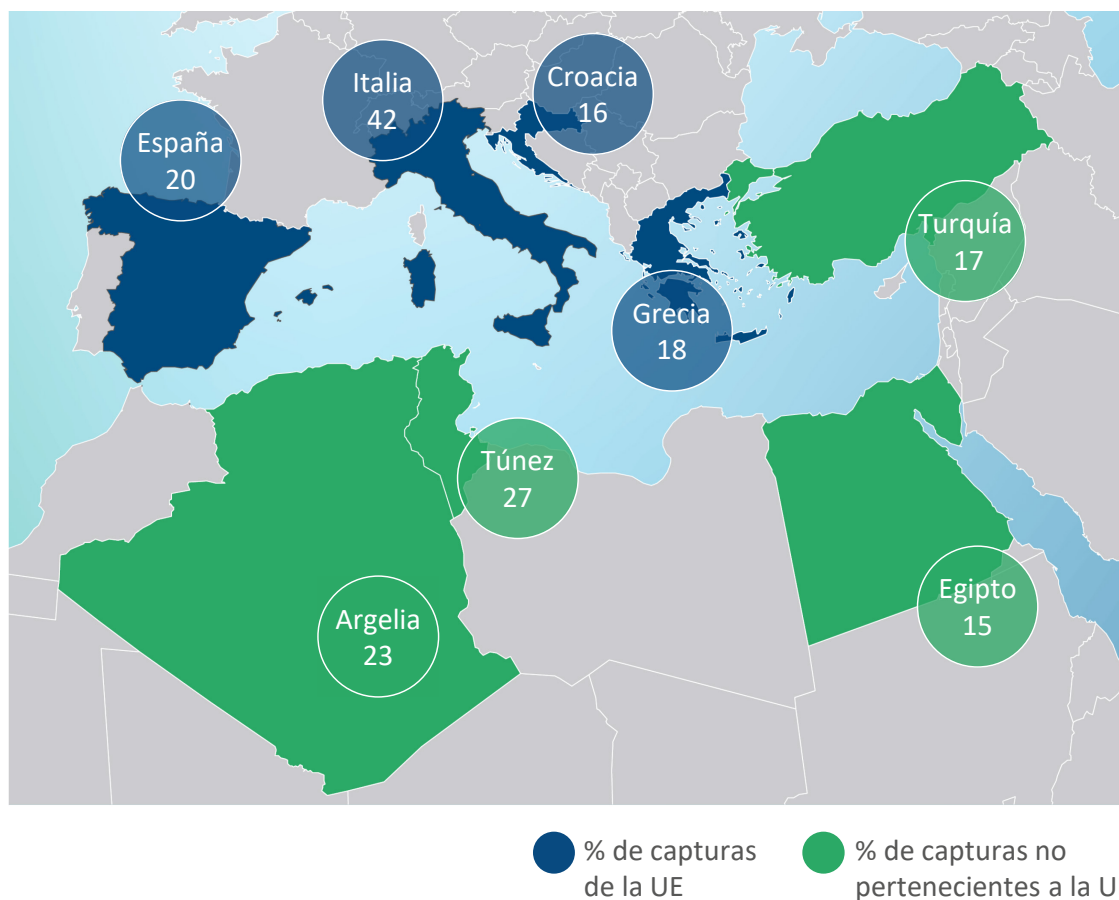 Italia
42
Croacia
16
España
20
Turquía
17
Grecia
18
Túnez
27
Egipto
15
Argelia
23
% de capturas
de la UE
% de capturas no
pertenecientes a la U